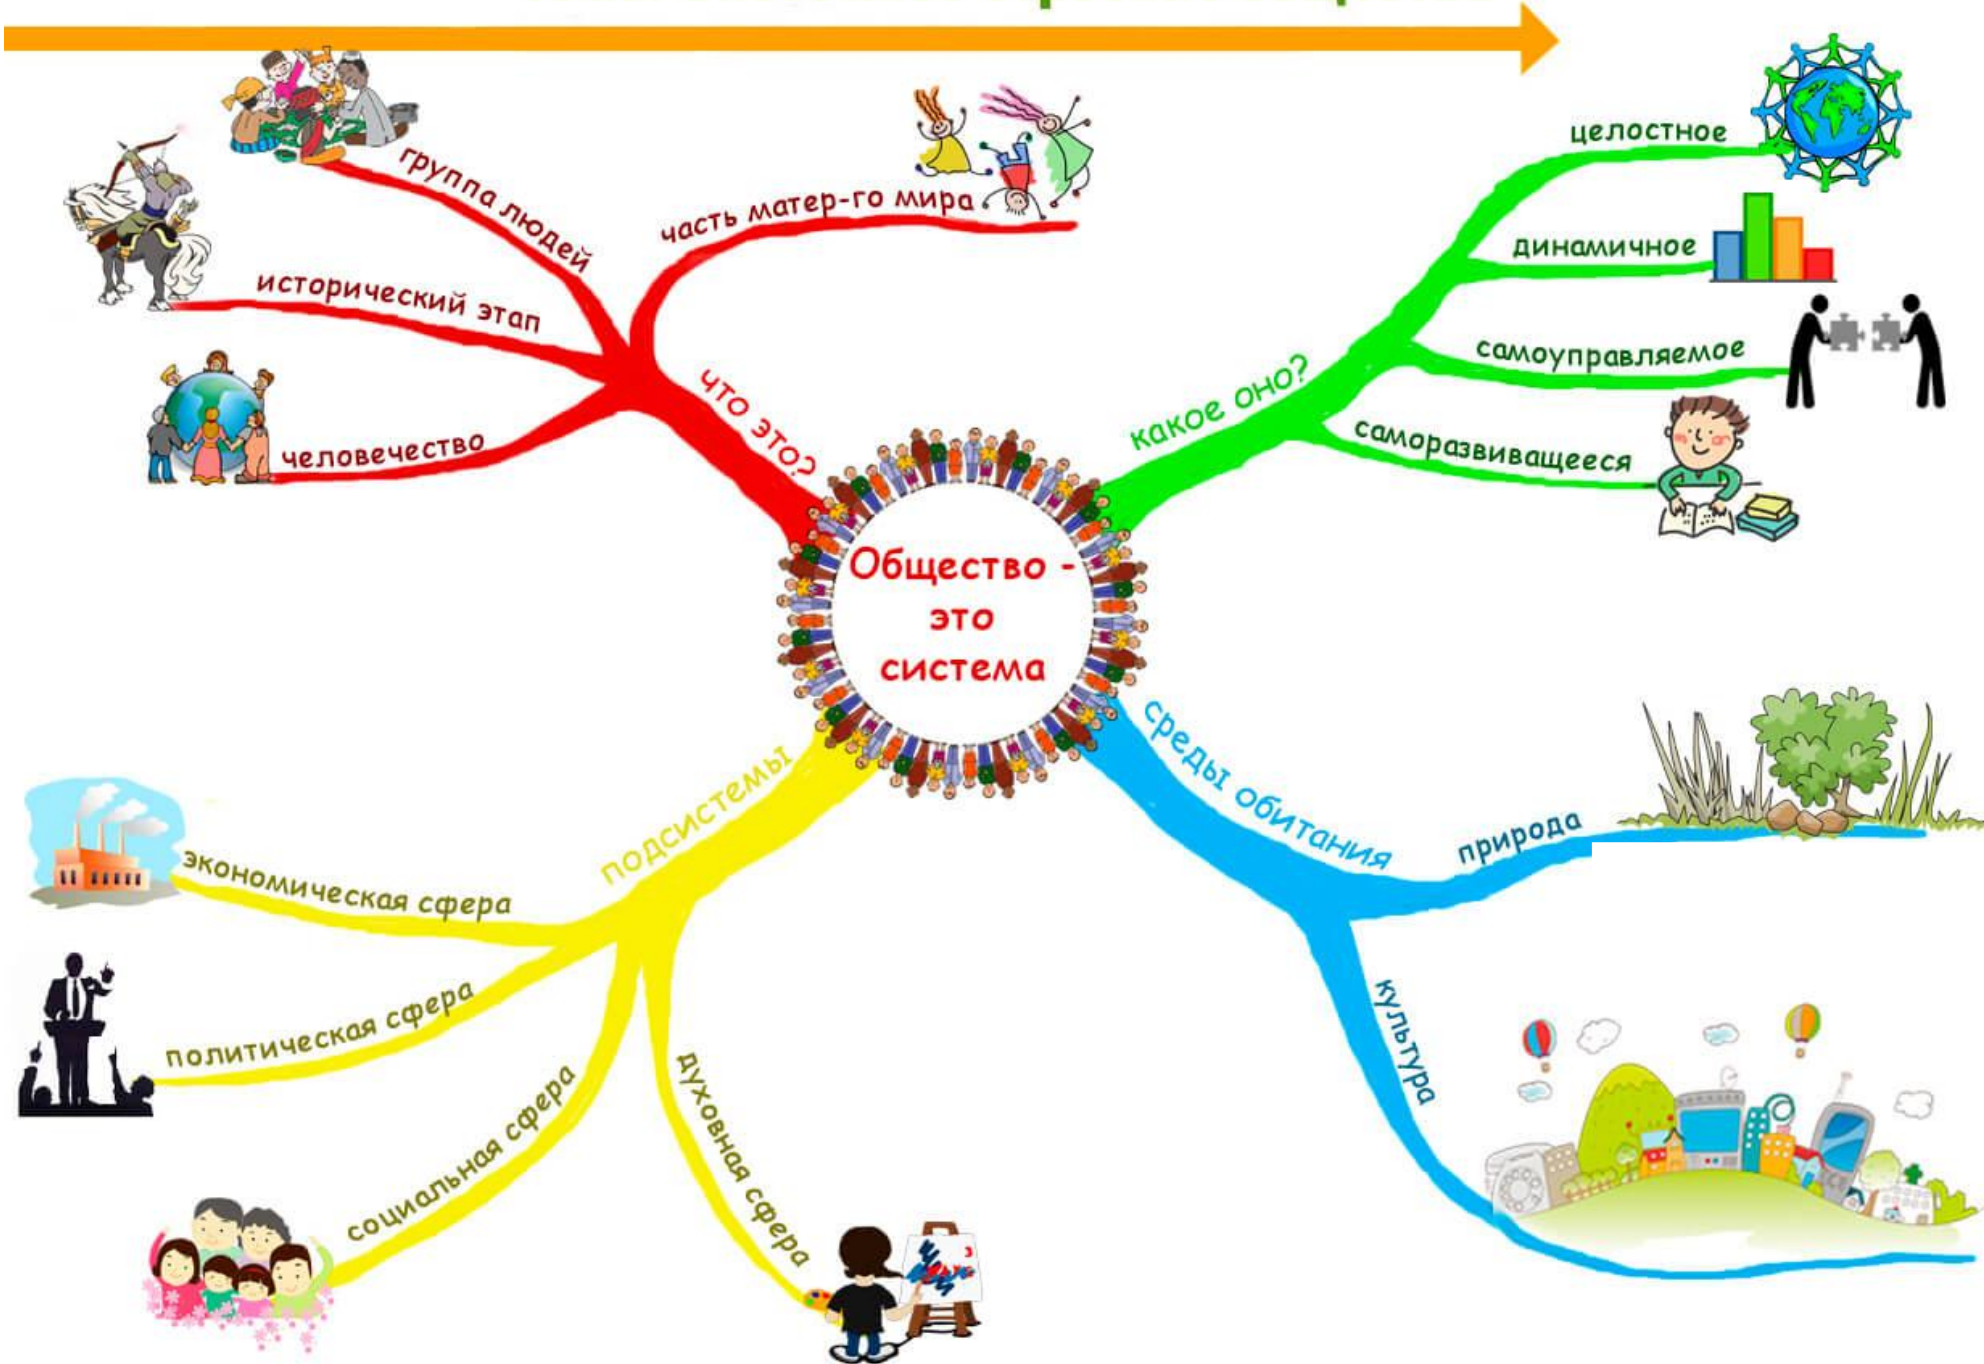 Общество -
это
система
что это?
группа людей
исторический этап
человечество
часть матер-го мира
какое оно?
целостное
динамичное
самоуправляемое
саморазвиващееся
подсистемы
экономическая сфера
политическая сфера
социальная сфера
духовная сфера
среды обитания
природа
культура